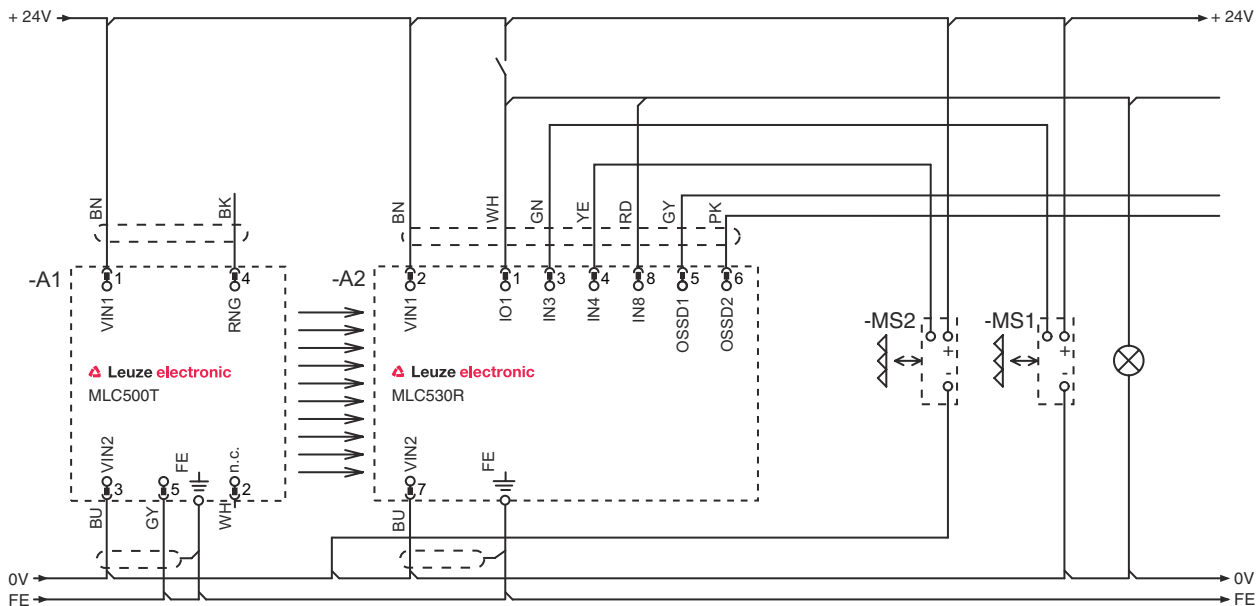 + 24V
+ 24V
BN
BK
BN
WH
GN
YE
RD
GY
PK
-A1
1
4
-A2
2
1
3
4
8
5
6
VIN1
RNG
VIN1
IO1
IN3
IN4
IN8
OSSD1
OSSD2
-MS2
-MS1
+
-
+
-
Leuze electronic
MLC500T
Leuze electronic
MLC530R
VIN2
FE
n.c.
VIN2
FE
3
5
2
7
BU
GY
WH
BU
0V
0V
FE
FE